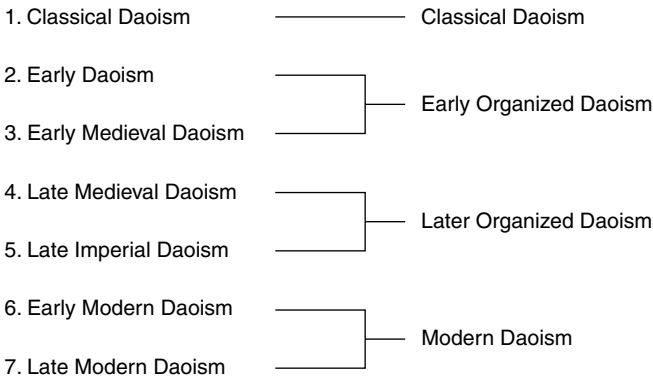 1. Classical Daoism
Classical Daoism
2. Early Daoism
Early Organized Daoism
3. Early Medieval Daoism
4. Late Medieval Daoism
Later Organized Daoism
5. Late Imperial Daoism
6. Early Modern Daoism
Modern Daoism
7. Late Modern Daoism